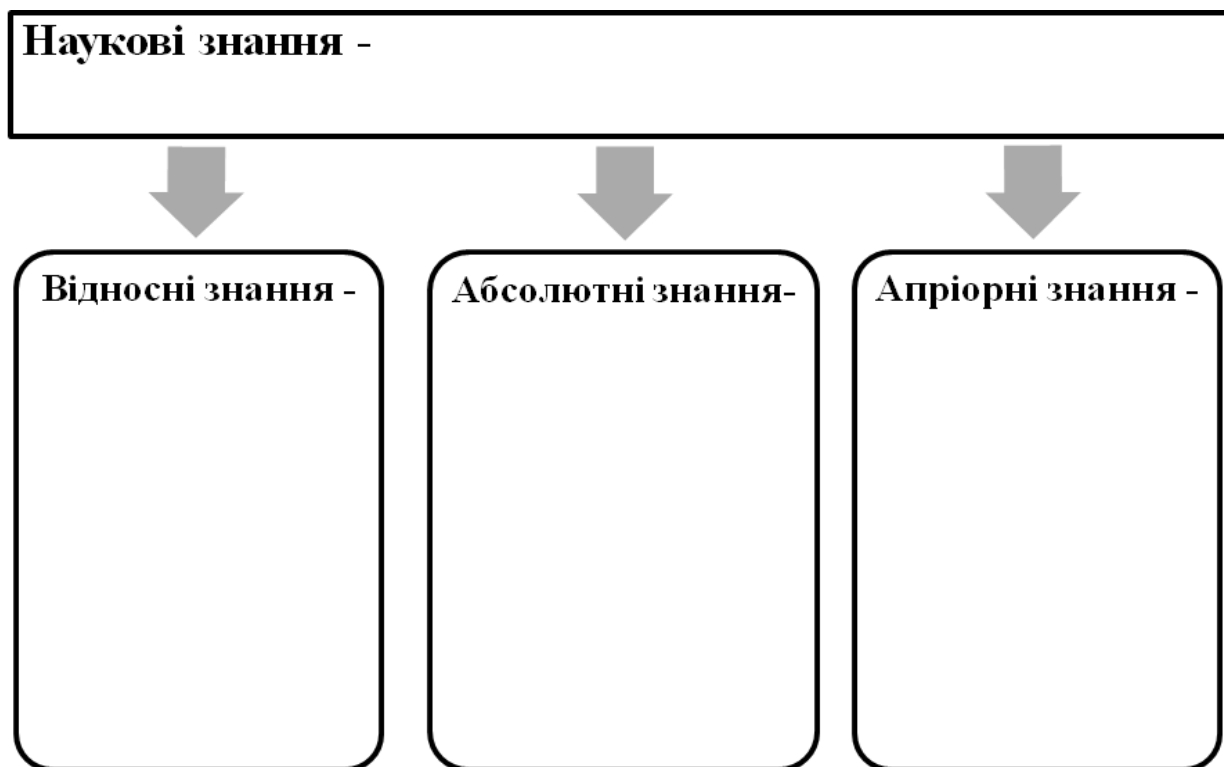 Наукові знання -
Відносні знання -
Абсолютні знання-
Апріорні знання -